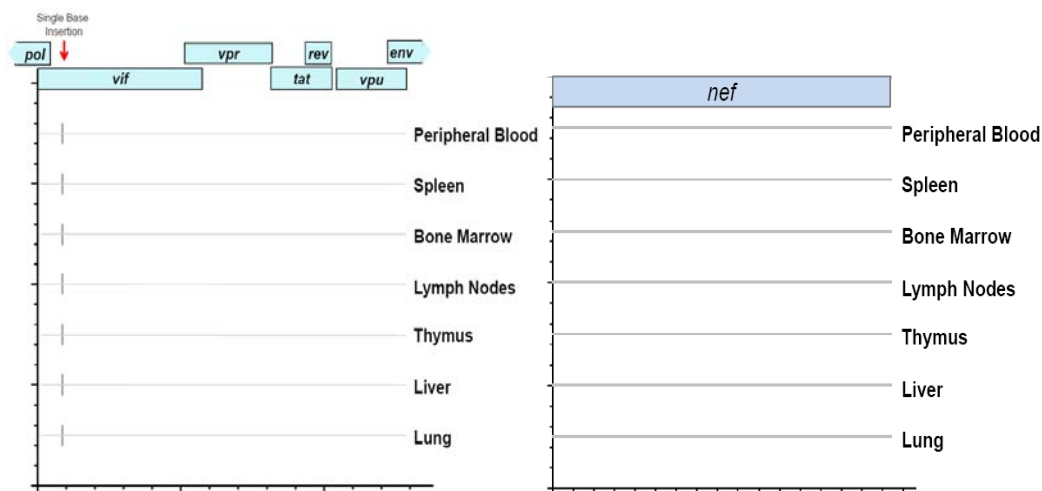 Single Base
Insertion
pol
vpr
rev
env
vif
tat
vpu
Peripheral Blood
Spleen
Bone Marrow
Lymph Nodes
Thymus
Liver
Lung
nef
Peripheral Blood
Spleen
Bone Marrow
Lymph Nodes
Thymus
Liver
Lung